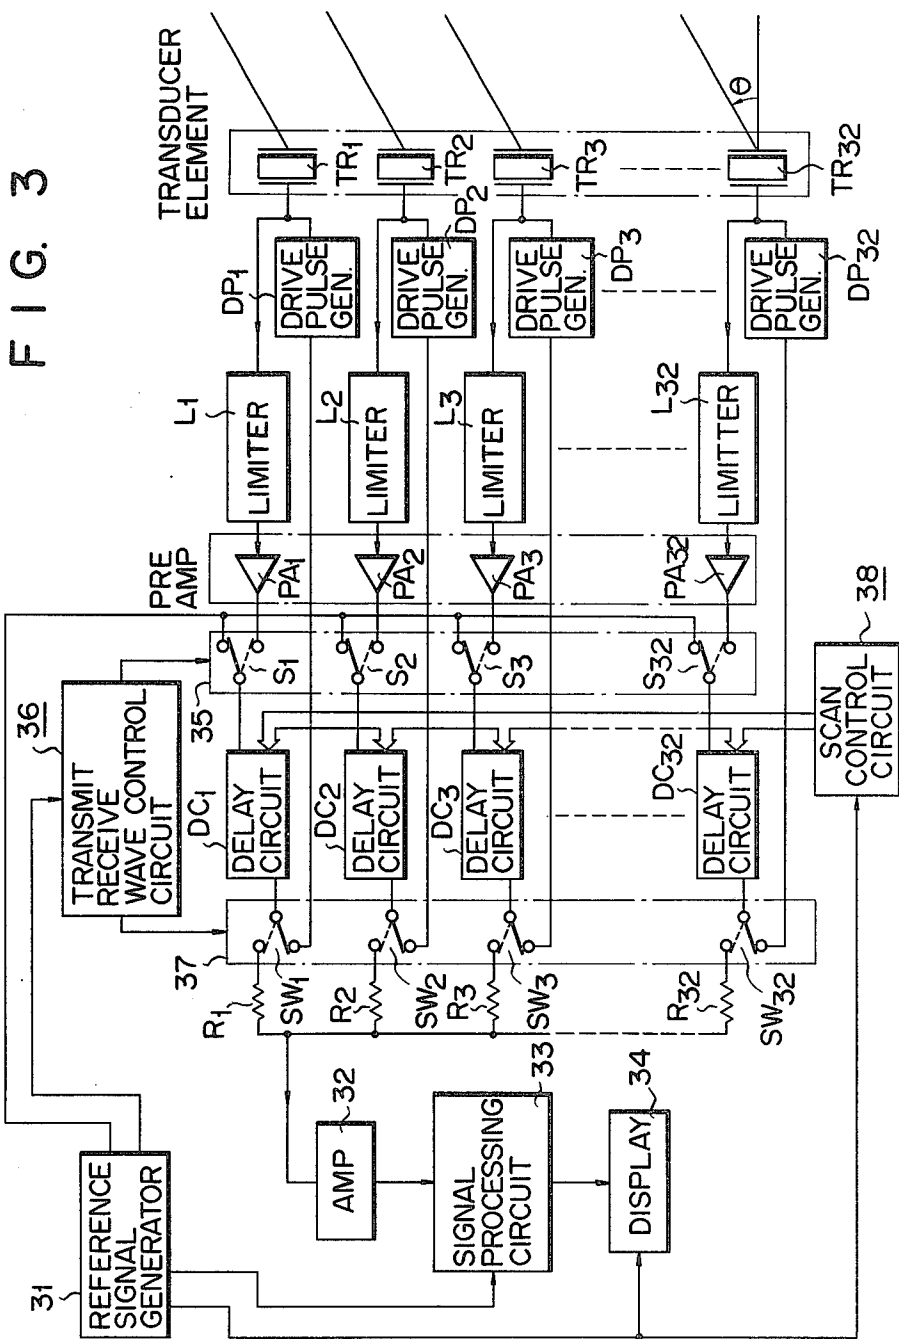 FIG. 3
31
REFERENCE
SIGNAL
GENERATOR
36
TRANSMIT
RECEIVE
WAVE CONTROL
CIRCUIT
PRE
AMP
TRANSDUCER
ELEMENT
AMP
32
SIGNAL
PROCESSING
CIRCUIT
33
DISPLAY
34
37
35
R1
SW1
DC1
DELAY
CIRCUIT
S1
PA1
L1
LIMITER
DP1
DRIVE
PULSE
GEN.
TR1
R2
SW2
DC2
DELAY
CIRCUIT
S2
PA2
L2
LIMITER
DP2
DRIVE
PULSE
GEN.
TR2
R3
SW3
DC3
DELAY
CIRCUIT
S3
PA3
L3
LIMITER
DP3
DRIVE
PULSE
GEN.
TR3
R32
SW32
DC32
DELAY
CIRCUIT
S32
PA32
L32
LIMITTER
DP32
DRIVE
PULSE
GEN.
TR32
θ
SCAN
CONTROL
CIRCUIT
38